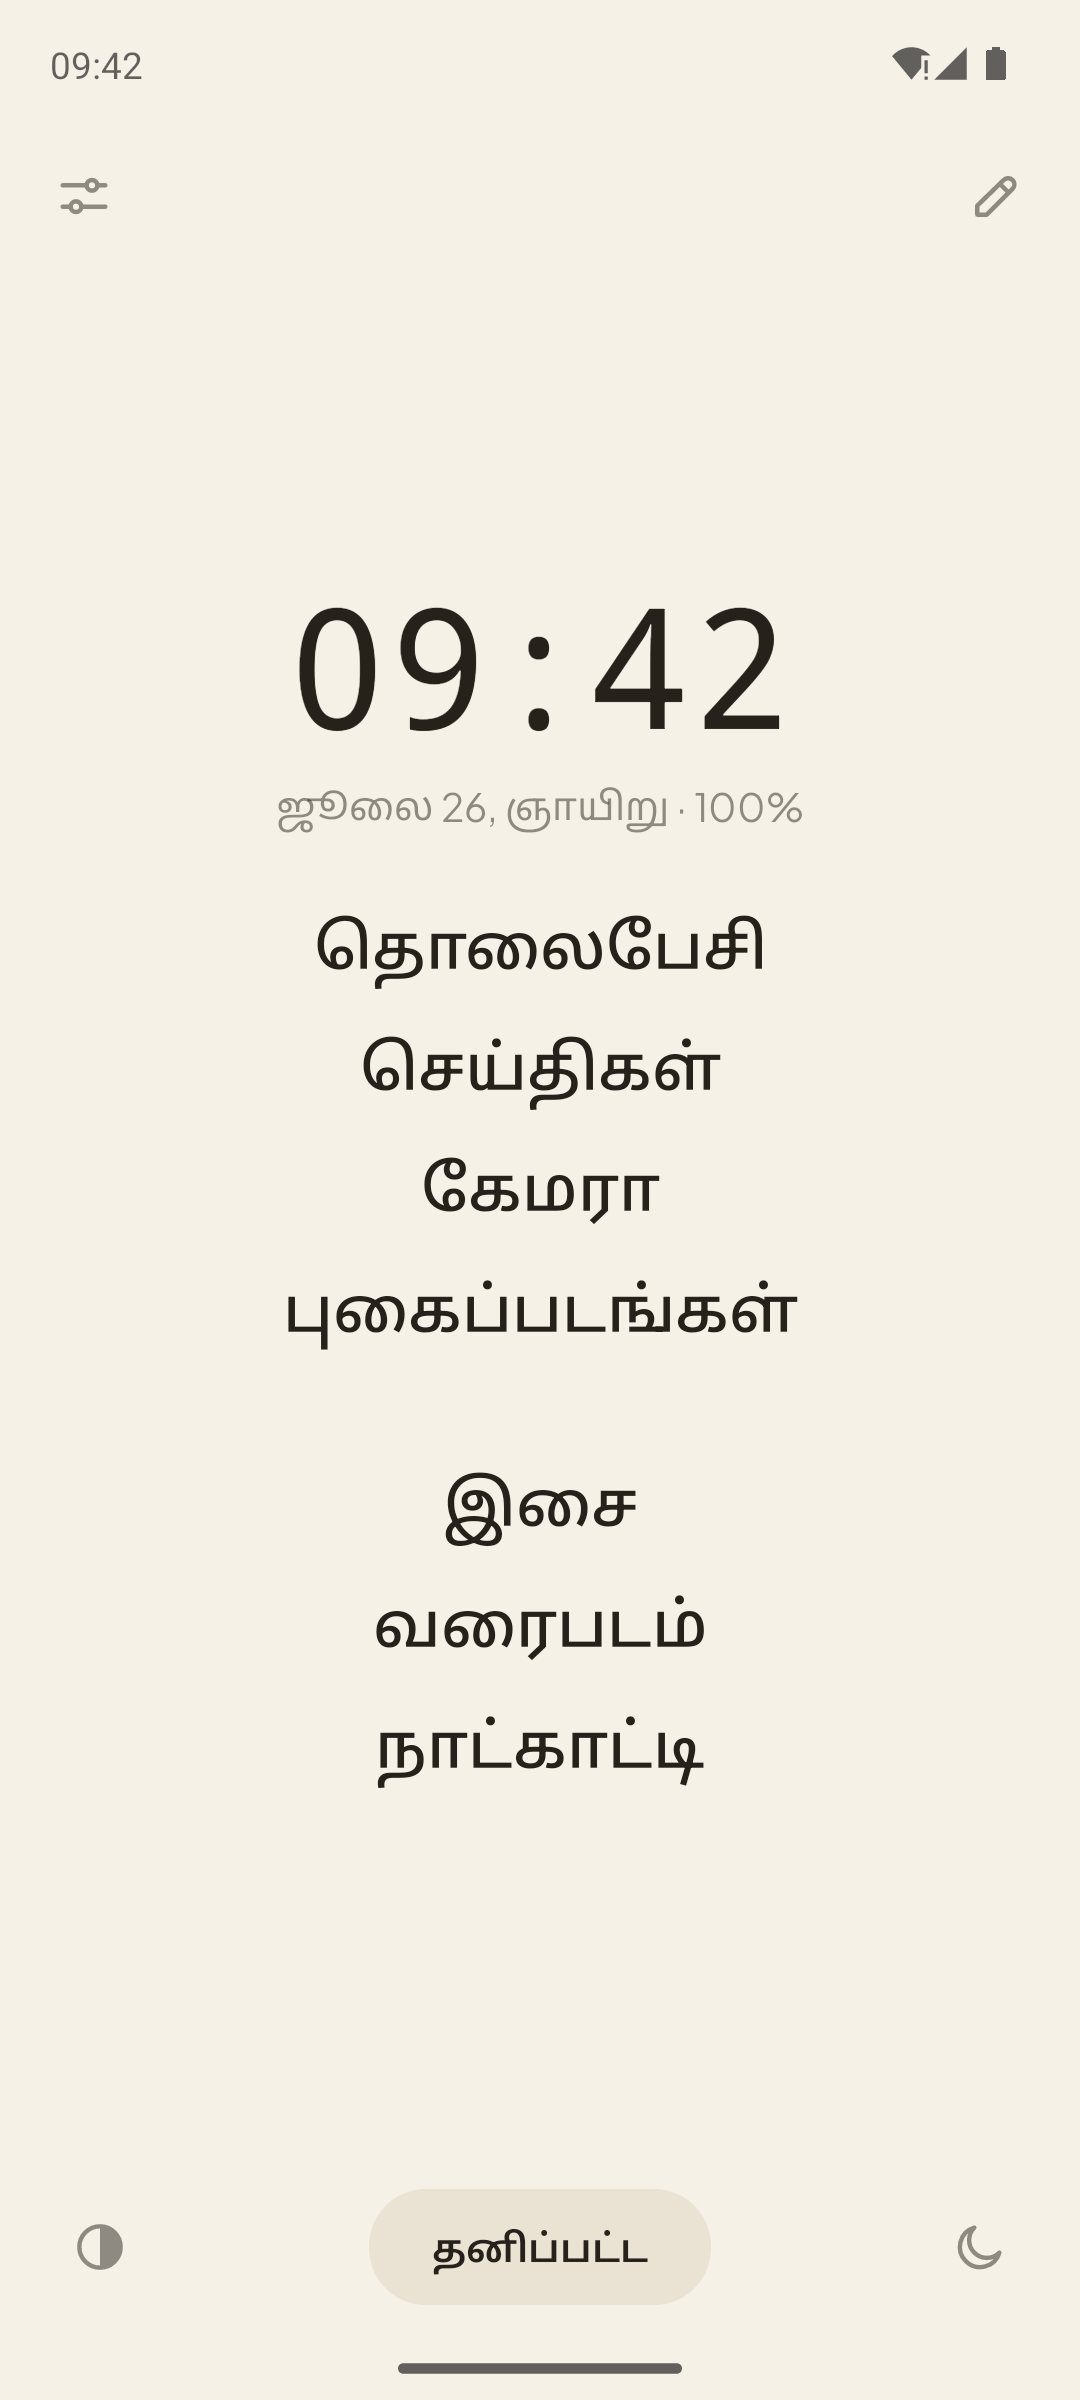 09:42
09:42
ஜூலை 26, ஞாயிறு · 100%
தொலைபேசி
செய்திகள்
கேமரா
புகைப்படங்கள்
இசை
வரைபடம்
நாட்காட்டி
தனிப்பட்ட